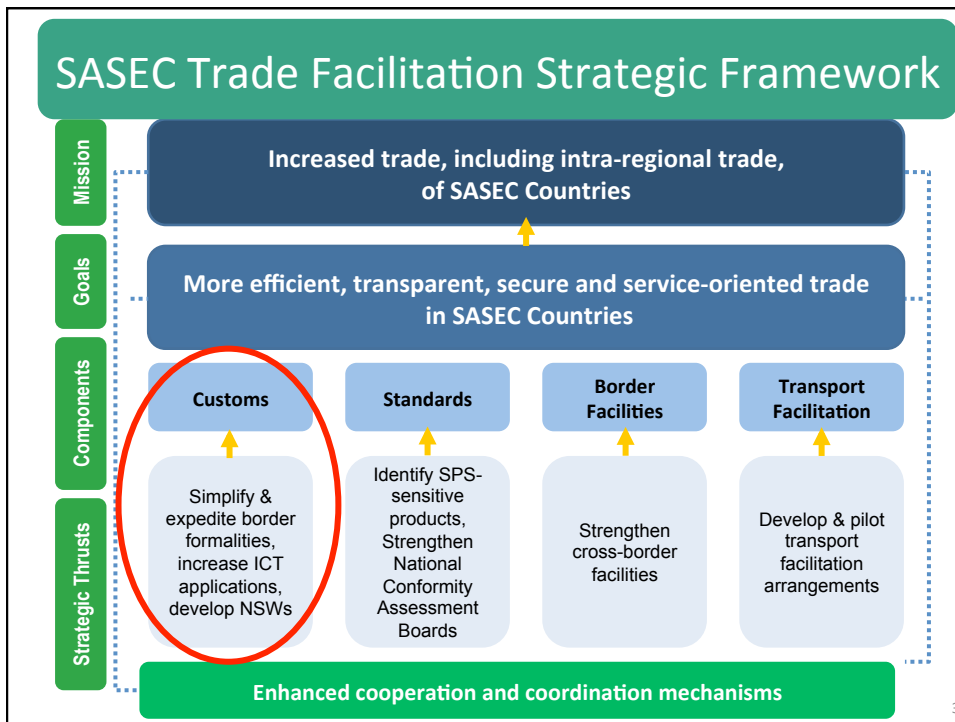 SASEC Trade Facilitation Strategic Framework
Mission
Increased trade, including intra-regional trade,
of SASEC Countries
Goals
More efficient, transparent, secure and service-oriented trade
in SASEC Countries
Components
Customs
Standards
Border
Facilities
Transport
Facilitation
Strategic Thrusts
Simplify &
expedite border
formalities,
increase ICT
applications,
develop NSWs
Identify SPS-
sensitive
products,
Strengthen
National
Conformity
Assessment
Boards
Strengthen
cross-border
facilities
Develop & pilot
transport
facilitation
arrangements
Enhanced cooperation and coordination mechanisms
3